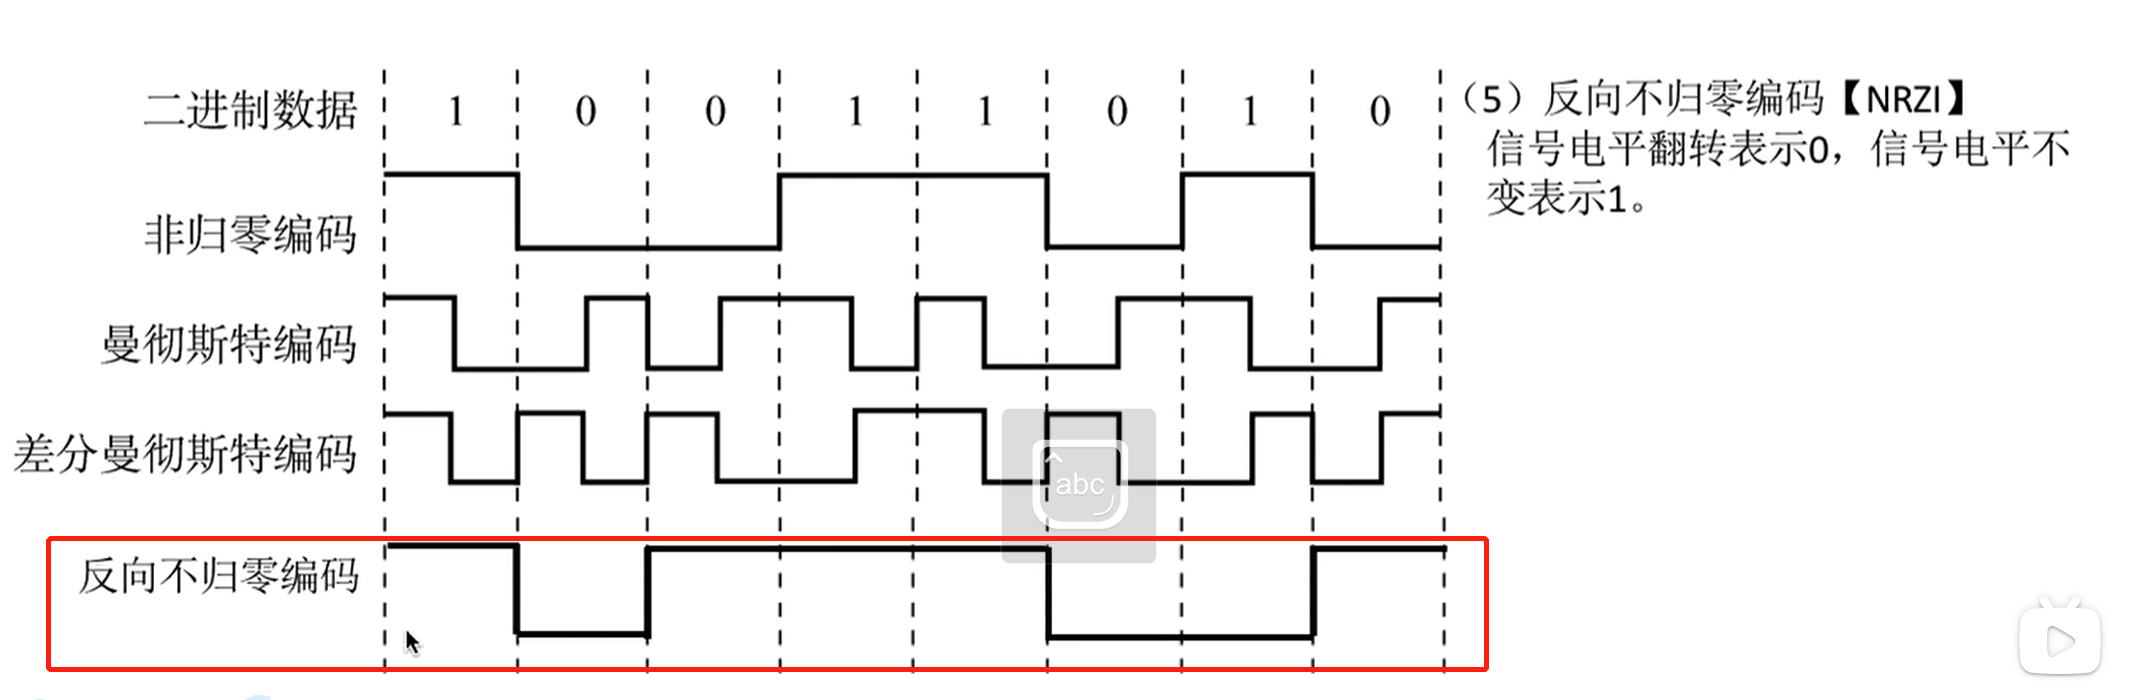 二进制数据 1 0 0 1 1 0 1 0
（5）反向不归零编码【NRZI】
信号电平翻转表示0，信号电平不
变表示1。
非归零编码
曼彻斯特编码
差分曼彻斯特编码
abc
反向不归零编码